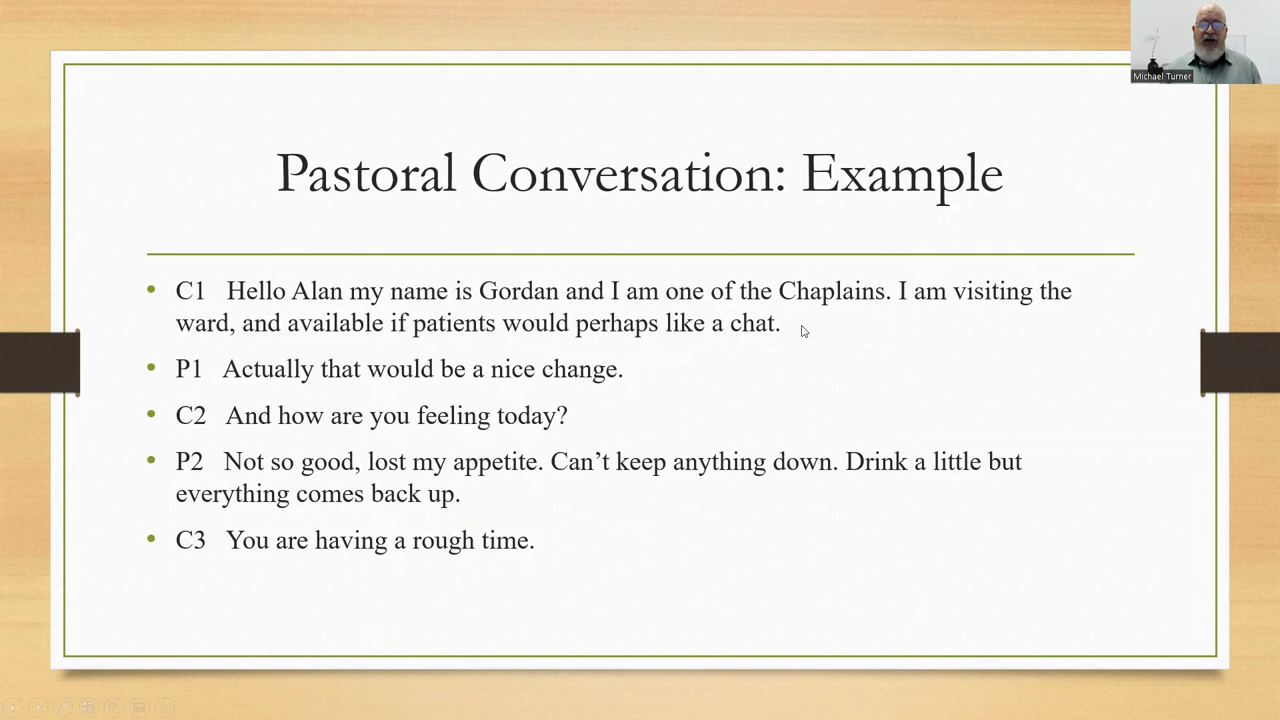 Michael Turner
Pastoral Conversation: Example
• C1 Hello Alan my name is Gordan and I am one of the Chaplains. I am visiting the
ward, and available if patients would perhaps like a chat.
• P1 Actually that would be a nice change.
• C2 And how are you feeling today?
• P2 Not so good, lost my appetite. Can’t keep anything down. Drink a little but
everything comes back up.
• C3 You are having a rough time.